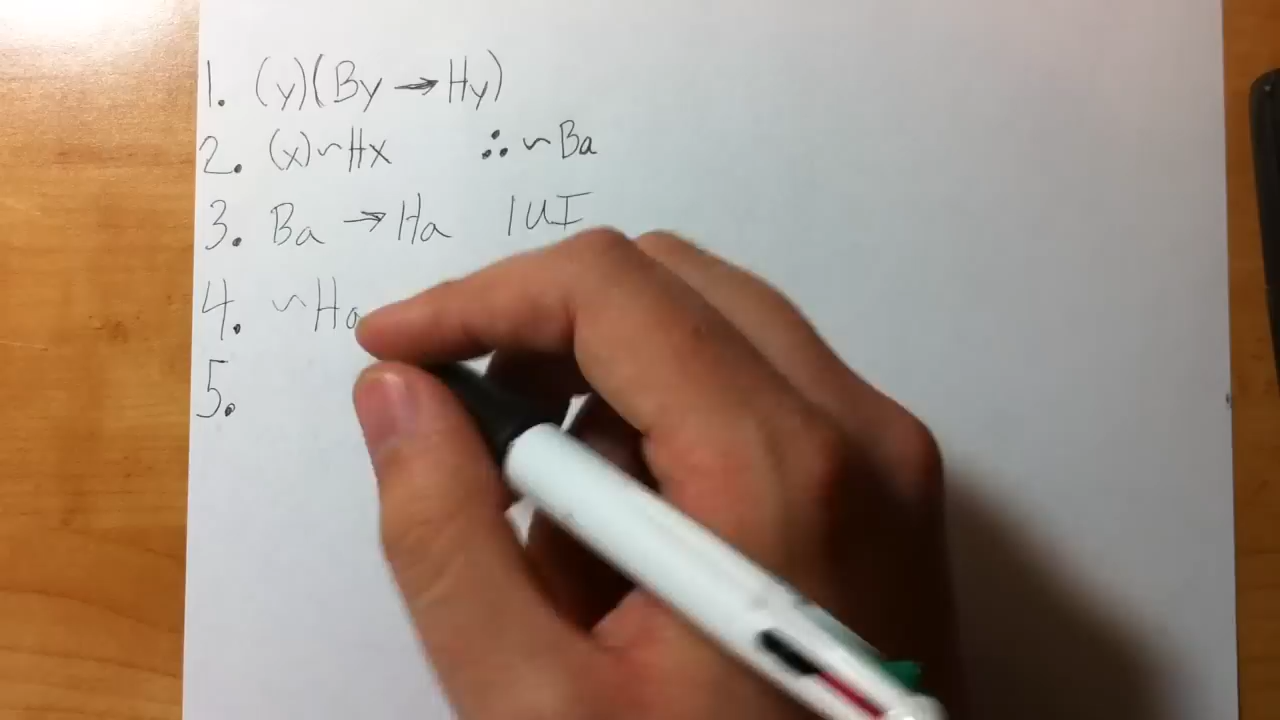 1. (y)(By → Hy)
2. (x)~Hx ∴ ~Ba
3. Ba → Ha 1UI
4. ~Ha
5.